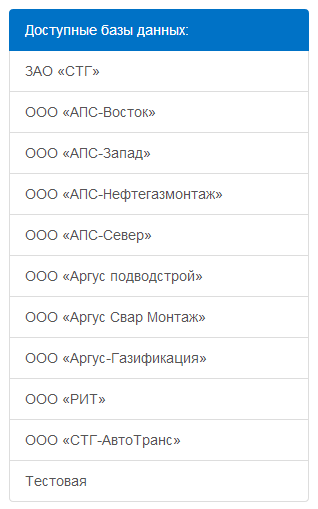 Доступные базы данных:
ЗАО «СТГ»
ООО «АПС-Восток»
ООО «АПС-Запад»
ООО «АПС-Нефтегазмонтаж»
ООО «АПС-Север»
ООО «Аргус подводстрой»
ООО «Аргус Свар Монтаж»
ООО «Аргус-Газификация»
ООО «РИТ»
ООО «СТГ-АвтоТранс»
Тестовая